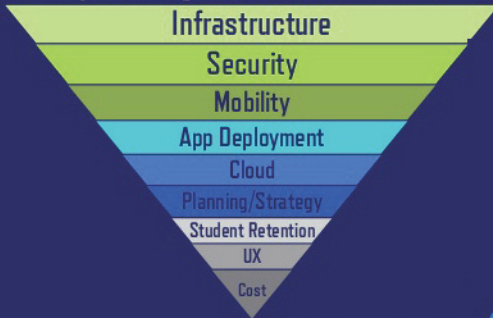 Infrastructure
Security
Mobility
App Deployment
Cloud
Planning/Strategy
Student Retention
UX
Cost